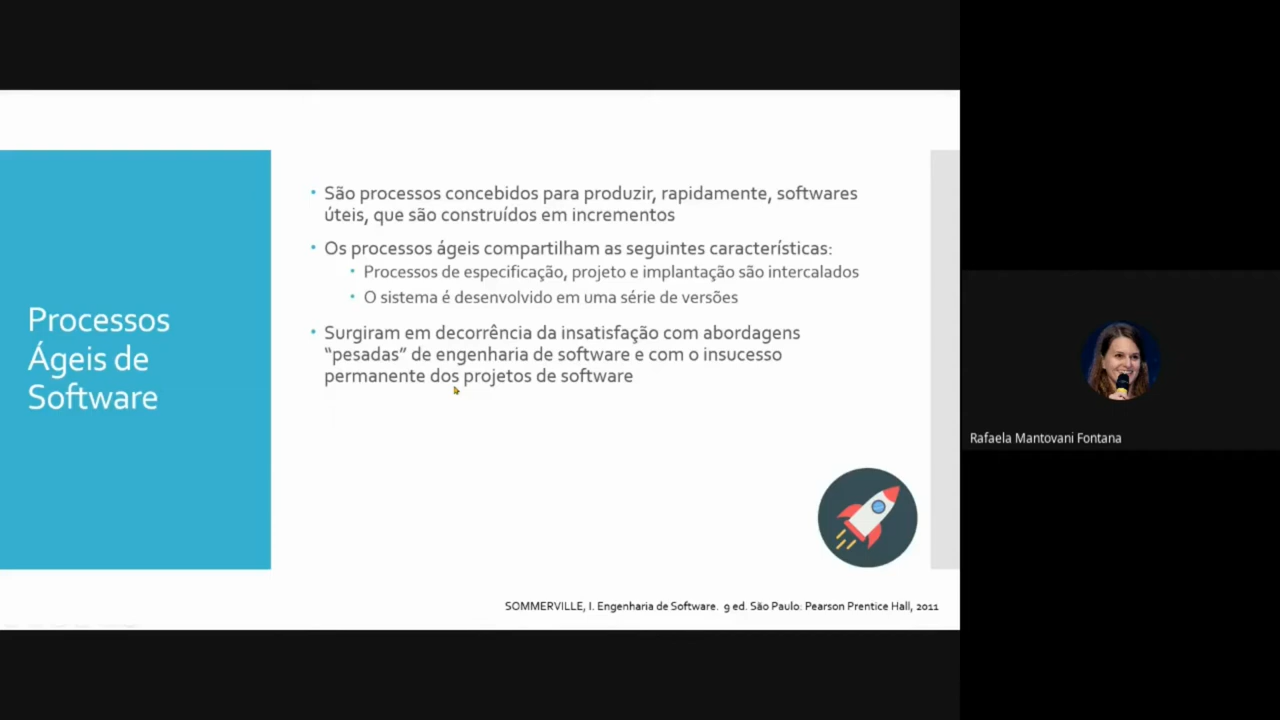 Processos
Ágeis de
Software
• São processos concebidos para produzir, rapidamente, softwares
úteis, que são construídos em incrementos
• Os processos ágeis compartilham as seguintes características:
• Processos de especificação, projeto e implantação são intercalados
• O sistema é desenvolvido em uma série de versões
• Surgiram em decorrência da insatisfação com abordagens
“pesadas” de engenharia de software e com o insucesso
permanente dos projetos de software
SOMMERVILLE, I. Engenharia de Software. 9 ed. São Paulo: Pearson Prentice Hall, 2011
Rafaela Mantovani Fontana